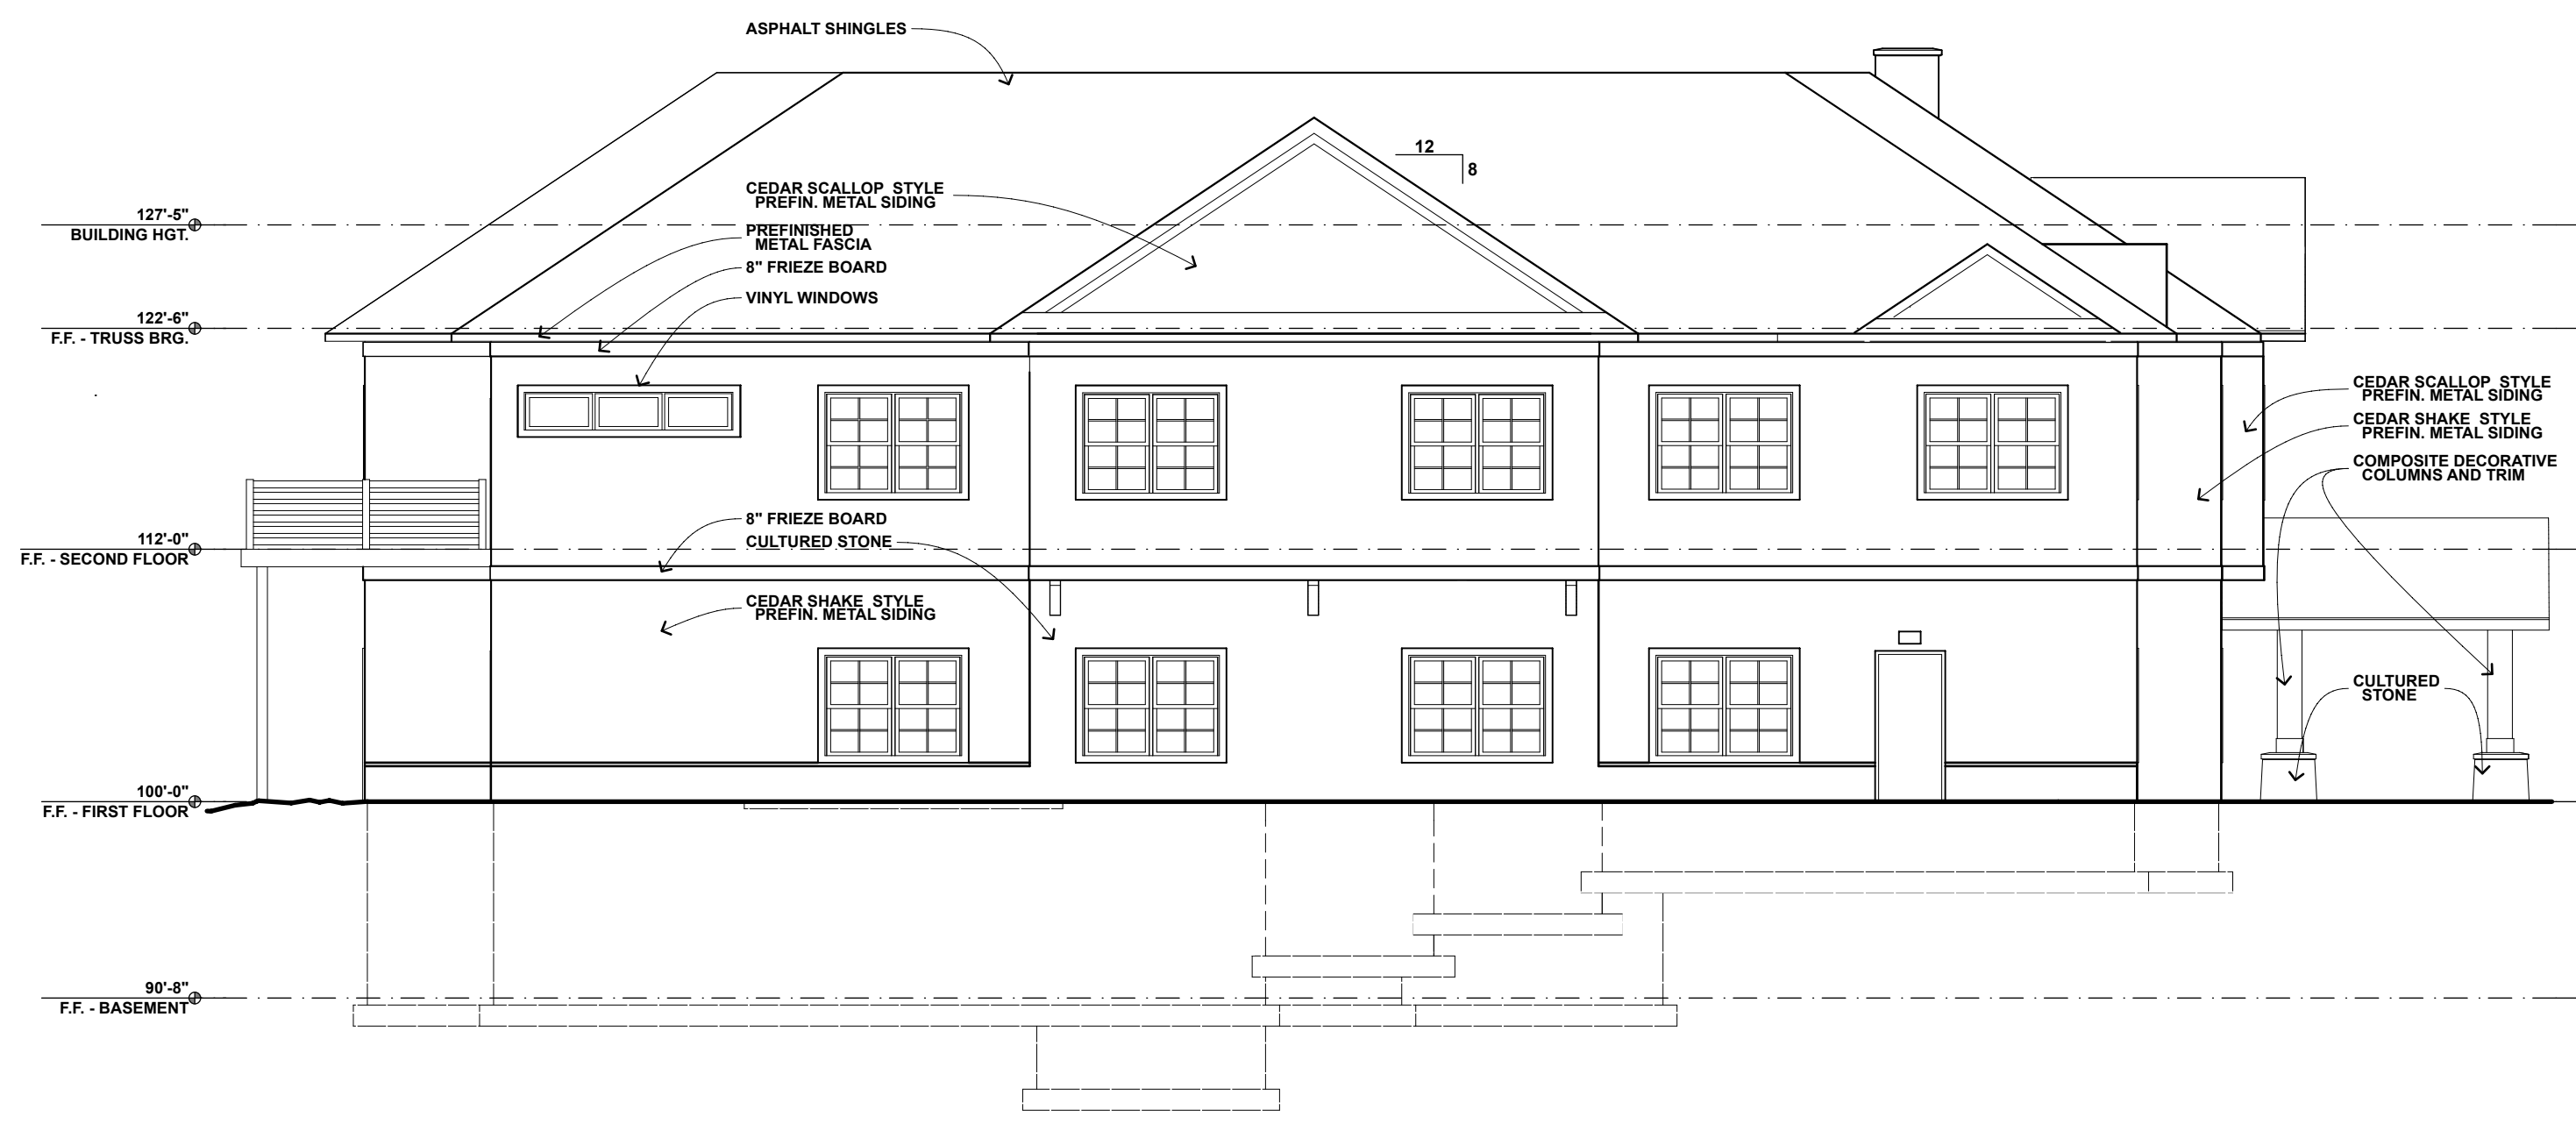 ASPHALT SHINGLES
12
8
CEDAR SCALLOP STYLE
PREFIN. METAL SIDING
127'-5"
BUILDING HGT.
PREFINISHED
METAL FASCIA
8" FRIEZE BOARD
VINYL WINDOWS
122'-6"
F.F. - TRUSS BRG.
CEDAR SCALLOP STYLE
PREFIN. METAL SIDING
CEDAR SHAKE STYLE
PREFIN. METAL SIDING
COMPOSITE DECORATIVE
COLUMNS AND TRIM
8" FRIEZE BOARD
CULTURED STONE
112'-0"
F.F. - SECOND FLOOR
CEDAR SHAKE STYLE
PREFIN. METAL SIDING
CULTURED
STONE
100'-0"
F.F. - FIRST FLOOR
90'-8"
F.F. - BASEMENT